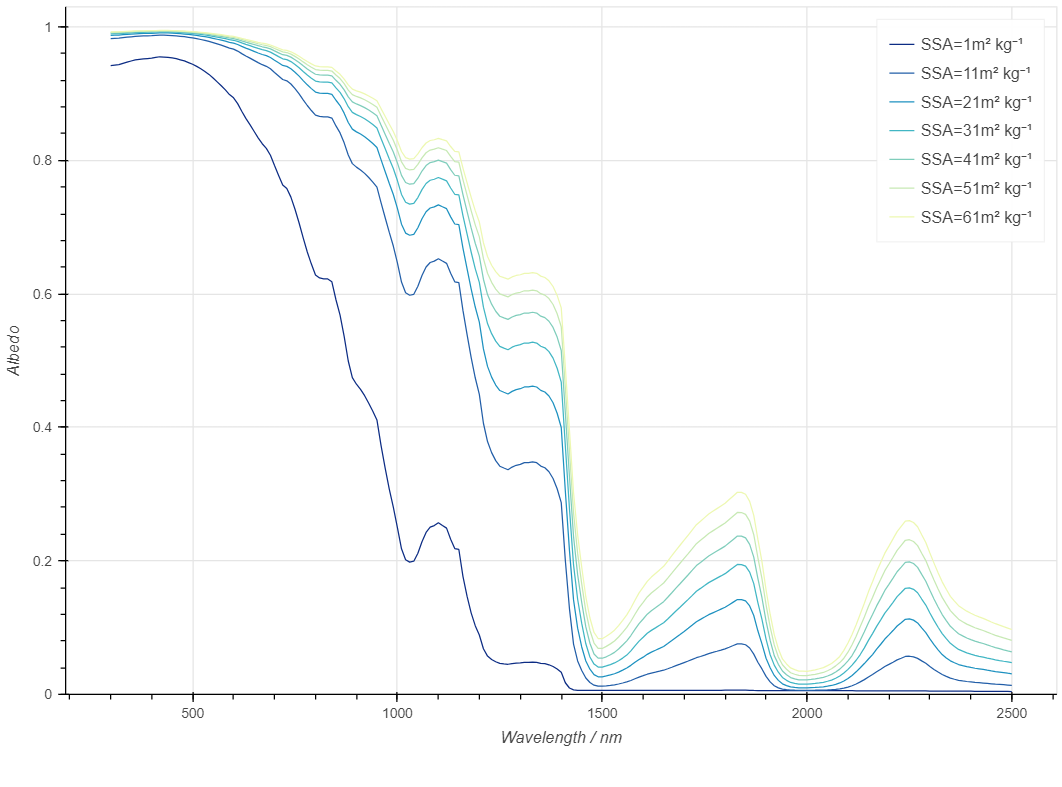 1
0.8
0.6
0.4
0.2
0
Albedo
500
1000
1500
2000
2500
Wavelength / nm
SSA=1m² kg⁻¹
SSA=11m² kg⁻¹
SSA=21m² kg⁻¹
SSA=31m² kg⁻¹
SSA=41m² kg⁻¹
SSA=51m² kg⁻¹
SSA=61m² kg⁻¹